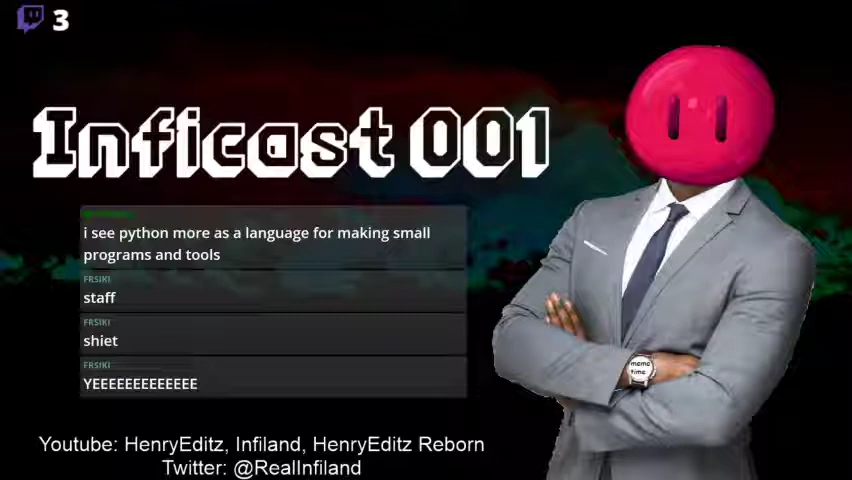 3
Inficast 001
i see python more as a language for making small
programs and tools
FRSIKI
staff
FRSIKI
shiet
FRSIKI
YEEEEEEEEEEEEE
meme
time
Youtube: HenryEditz, Infiland, HenryEditz Reborn
Twitter: @RealInfiland